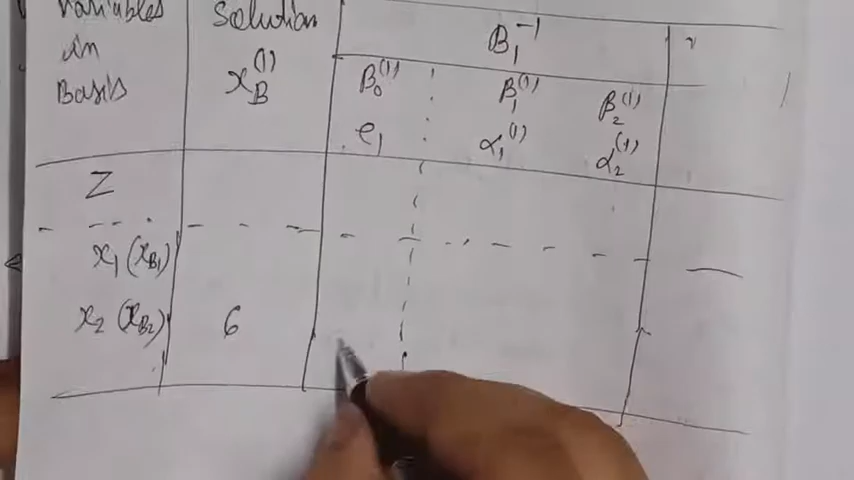 Variables in Basis
Solution x_B^(1)
B_1^-1
β_0^(1) β_1^(1) β_2^(1)
e_1 α_1^(1) α_2^(1)
Z
x_1 (x_B1)
x_2 (x_B2) 6